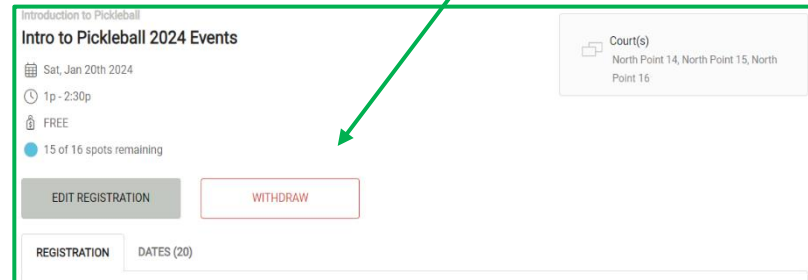 Introduction to Pickleball
Intro to Pickleball 2024 Events
Sat, Jan 20th 2024
1p - 2:30p
FREE
15 of 16 spots remaining
Court(s)
North Point 14, North Point 15, North
Point 16
EDIT REGISTRATION
WITHDRAW
REGISTRATION
DATES (20)